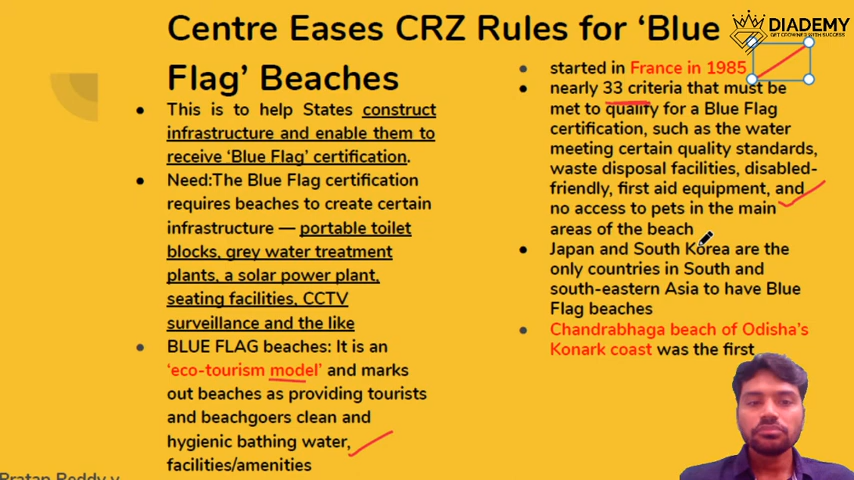 Centre Eases CRZ Rules for ‘Blue
Flag’ Beaches
● This is to help States construct
infrastructure and enable them to
receive ‘Blue Flag’ certification.
● Need:The Blue Flag certification
requires beaches to create certain
infrastructure — portable toilet
blocks, grey water treatment
plants, a solar power plant,
seating facilities, CCTV
surveillance and the like
● BLUE FLAG beaches: It is an
‘eco-tourism model’ and marks
out beaches as providing tourists
and beachgoers clean and
hygienic bathing water,
facilities/amenities
● started in France in 1985
● nearly 33 criteria that must be
met to qualify for a Blue Flag
certification, such as the water
meeting certain quality standards,
waste disposal facilities, disabled-
friendly, first aid equipment, and
no access to pets in the main
areas of the beach
● Japan and South Korea are the
only countries in South and
south-eastern Asia to have Blue
Flag beaches
● Chandrabhaga beach of Odisha’s
Konark coast was the first
DIADEMY
GET CROWNED WITH SUCCESS
Pratap Reddy y